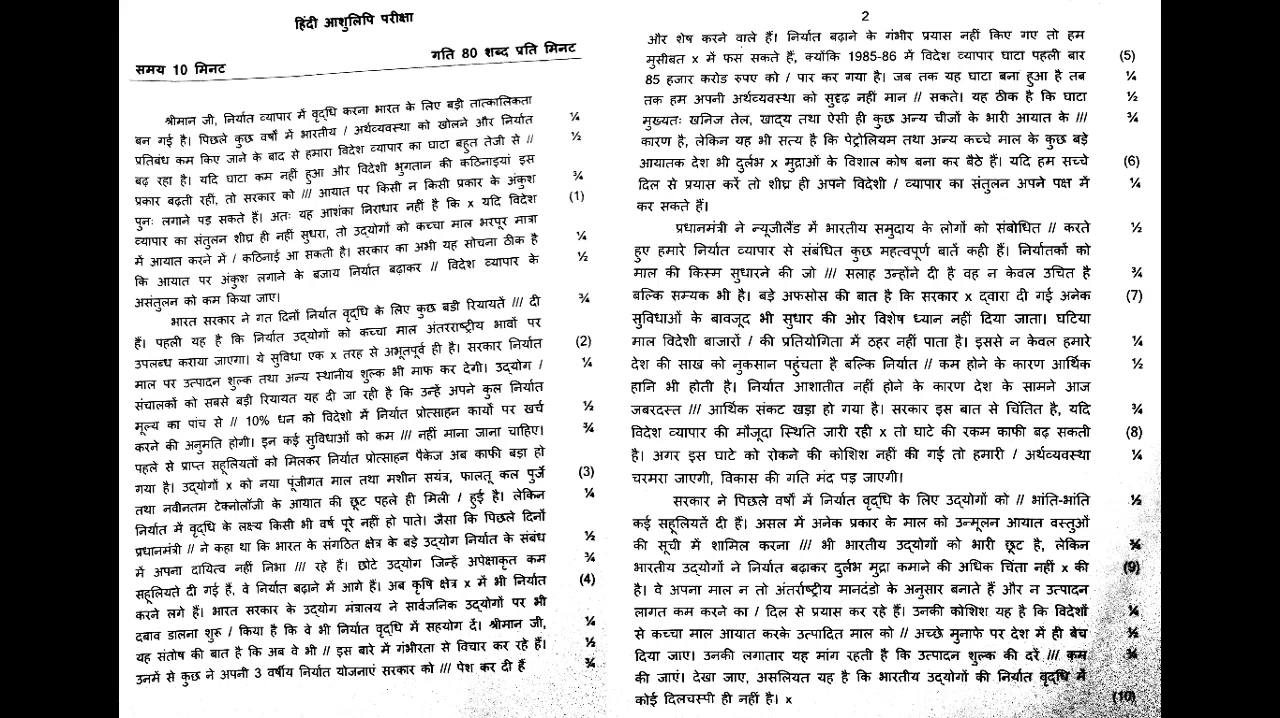 हिंदी आशुलिपि परीक्षा
गति 80 शब्द प्रति मिनट
समय 10 मिनट
श्रीमान जी, निर्यात व्यापार में वृद्धि करना भारत के लिए बड़ी तात्कालिकता
बन गई है। पिछले कुछ वर्षों में भारतीय / अर्थव्यवस्था को खोलने और निर्यात ¼
प्रतिबंध कम किए जाने के बाद से हमारा विदेश व्यापार का घाटा बहुत तेजी से // ½
बढ़ रहा है। यदि घाटा कम नहीं हुआ और विदेशी भुगतान की कठिनाइयां इस
प्रकार बढ़ती रहीं, तो सरकार को /// आयात पर किसी न किसी प्रकार के अंकुश ¾
पुनः लगाने पड़ सकते हैं। अतः यह आशंका निराधार नहीं है कि x यदि विदेश (1)
व्यापार का संतुलन शीघ्र ही नहीं सुधरा, तो उद्योगों को कच्चा माल भरपूर मात्रा
में आयात करने में / कठिनाई आ सकती है। सरकार का अभी यह सोचना ठीक है ¼
कि आयात पर अंकुश लगाने के बजाय निर्यात बढ़ाकर // विदेश व्यापार के ½
असंतुलन को कम किया जाए।
भारत सरकार ने गत दिनों निर्यात वृद्धि के लिए कुछ बड़ी रियायतें /// दी ¾
हैं। पहली यह है कि निर्यात उद्योगों को कच्चा माल अंतरराष्ट्रीय भावों पर
उपलब्ध कराया जाएगा। ये सुविधा एक x तरह से अभूतपूर्व ही है। सरकार निर्यात (2)
माल पर उत्पादन शुल्क तथा अन्य स्थानीय शुल्क भी माफ कर देगी। उद्योग / ¼
संचालकों को सबसे बड़ी रियायत यह दी जा रही है कि उन्हें अपने कुल निर्यात
मूल्य का पांच से // 10% धन को विदेशों में निर्यात प्रोत्साहन कार्यों पर खर्च ½
करने की अनुमति होगी। इन कई सुविधाओं को कम /// नहीं माना जाना चाहिए। ¾
पहले से प्राप्त सहूलियतों को मिलकर निर्यात प्रोत्साहन पैकेज अब काफी बड़ा हो
गया है। उद्योगों x को नया पूंजीगत माल तथा मशीन सयंत्र, फालतू कल पुर्जे (3)
तथा नवीनतम टेक्नोलॉजी के आयात की छूट पहले ही मिली / हुई है। लेकिन ¼
निर्यात में वृद्धि के लक्ष्य किसी भी वर्ष पूरे नहीं हो पाते। जैसा कि पिछले दिनों
प्रधानमंत्री // ने कहा था कि भारत के संगठित क्षेत्र के बड़े उद्योग निर्यात के संबंध ½
में अपना दायित्व नहीं निभा /// रहे हैं। छोटे उद्योग जिन्हें अपेक्षाकृत कम ¾
सहूलियतें दी गई हैं, वे निर्यात बढ़ाने में आगे हैं। अब कृषि क्षेत्र x में भी निर्यात (4)
करने लगे हैं। भारत सरकार के उद्योग मंत्रालय ने सार्वजनिक उद्योगों पर भी
दबाव डालना शुरू / किया है कि वे भी निर्यात वृद्धि में सहयोग दें। श्रीमान जी, ¼
यह संतोष की बात है कि अब वे भी // इस बारे में गंभीरता से विचार कर रहे हैं। ½
उनमें से कुछ ने अपनी 3 वर्षीय निर्यात योजनाएं सरकार को /// पेश कर दी हैं ¾
2
और शेष करने वाले हैं। निर्यात बढ़ाने के गंभीर प्रयास नहीं किए गए तो हम
मुसीबत x में फस सकते हैं, क्योंकि 1985-86 में विदेश व्यापार घाटा पहली बार (5)
85 हजार करोड रुपए को / पार कर गया है। जब तक यह घाटा बना हुआ है तब ¼
तक हम अपनी अर्थव्यवस्था को सुदृढ़ नहीं मान // सकते। यह ठीक है कि घाटा ½
मुख्यतः खनिज तेल, खाद्य तथा ऐसी ही कुछ अन्य चीजों के भारी आयात के /// ¾
कारण है, लेकिन यह भी सत्य है कि पेट्रोलियम तथा अन्य कच्चे माल के कुछ बड़े
आयातक देश भी दुर्लभ x मुद्राओं के विशाल कोष बना कर बैठे हैं। यदि हम सच्चे (6)
दिल से प्रयास करें तो शीघ्र ही अपने विदेशी / व्यापार का संतुलन अपने पक्ष में ¼
कर सकते हैं।
प्रधानमंत्री ने न्यूजीलैंड में भारतीय समुदाय के लोगों को संबोधित // करते ½
हुए हमारे निर्यात व्यापार से संबंधित कुछ महत्वपूर्ण बातें कही हैं। निर्यातकों को
माल की किस्म सुधारने की जो /// सलाह उन्होंने दी है वह न केवल उचित है ¾
बल्कि सम्यक भी है। बड़े अफसोस की बात है कि सरकार x द्वारा दी गई अनेक (7)
सुविधाओं के बावजूद भी सुधार की ओर विशेष ध्यान नहीं दिया जाता। घटिया
माल विदेशी बाजारों / की प्रतियोगिता में ठहर नहीं पाता है। इससे न केवल हमारे ¼
देश की साख को नुकसान पहुंचता है बल्कि निर्यात // कम होने के कारण आर्थिक ½
हानि भी होती है। निर्यात आशातीत नहीं होने के कारण देश के सामने आज
जबरदस्त /// आर्थिक संकट खड़ा हो गया है। सरकार इस बात से चिंतित है, यदि ¾
विदेश व्यापार की मौजूदा स्थिति जारी रही x तो घाटे की रकम काफी बढ़ सकती (8)
है। अगर इस घाटे को रोकने की कोशिश नहीं की गई तो हमारी / अर्थव्यवस्था ¼
चरमरा जाएगी, विकास की गति मंद पड़ जाएगी।
सरकार ने पिछले वर्षों में निर्यात वृद्धि के लिए उद्योगों को // भांति-भांति ½
कई सहूलियतें दी हैं। असल में अनेक प्रकार के माल को उन्मूलन आयात वस्तुओं
की सूची में शामिल करना /// भी भारतीय उद्योगों को भारी छूट है, लेकिन ¾
भारतीय उद्योगों ने निर्यात बढ़ाकर दुर्लभ मुद्रा कमाने की अधिक चिंता नहीं x की (9)
है। वे अपना माल न तो अंतर्राष्ट्रीय मानदंडो के अनुसार बनाते हैं और न उत्पादन
लागत कम करने का / दिल से प्रयास कर रहे हैं। उनकी कोशिश यह है कि विदेशों ¼
से कच्चा माल आयात करके उत्पादित माल को // अच्छे मुनाफे पर देश में ही बेच ½
दिया जाए। उनकी लगातार यह मांग रहती है कि उत्पादन शुल्क की दरें /// कम ¾
की जाएं। देखा जाए, असलियत यह है कि भारतीय उद्योगों की निर्यात वृद्धि में
कोई दिलचस्पी ही नहीं है। x (10)